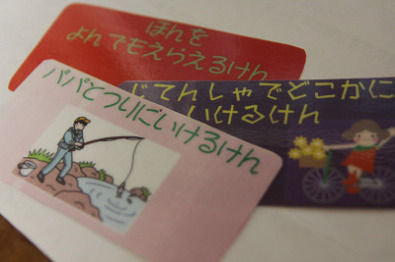 ほんを
よんでもえらえるけん
じてんしゃでどこかに
いけるけん
パパとつりにいけるけん